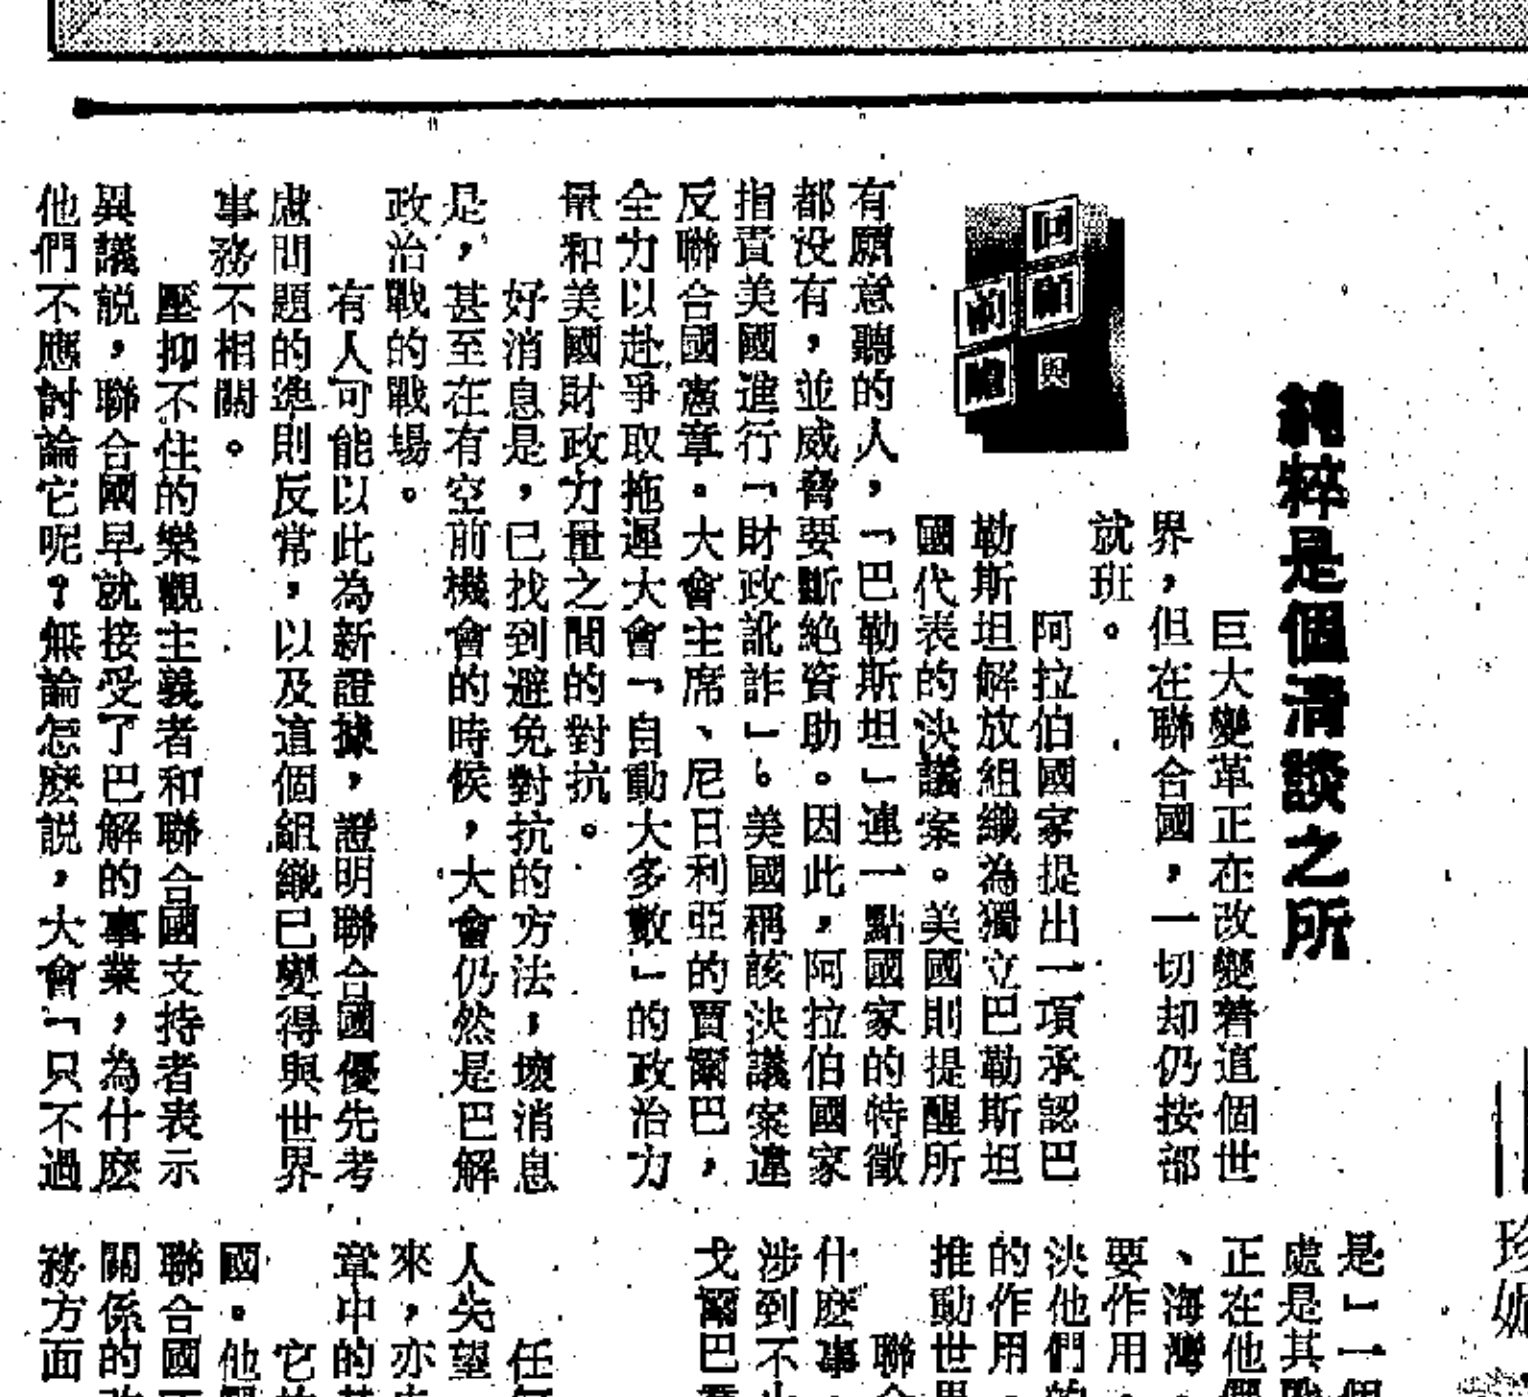 純粹是個清談之所
回顧
與
前瞻
巨大變革正在改變着這個世
界，但在聯合國，一切却仍按部
就班。
阿拉伯國家提出一項承認巴
勒斯坦解放組織為獨立巴勒斯坦
國代表的決議案。美國則提醒所
有願意聽的人，「巴勒斯坦」連一點國家的特徵
都没有，並威脅要斷絶資助。因此，阿拉伯國家
指責美國進行「財政訛詐」。美國稱該決議案違
反聯合國憲章。大會主席、尼日利亞的賈爾巴，
全力以赴爭取拖遲大會「自動大多數」的政治力
量和美國財政力量之間的對抗。
好消息是，已找到避免對抗的方法，壞消息
是，甚至在有空前機會的時候，大會仍然是巴解
政治戰的戰場。
有人可能以此為新證據，證明聯合國優先考
慮問題的準則反常，以及這個組織已變得與世界
事務不相關。
壓抑不住的樂觀主義者和聯合國支持者表示
異議説，聯合國早就接受了巴解的事業，為什麽
他們不應討論它呢？無論怎麽説，大會「只不過
是」一個
處是其
正在他
、海灣
要作用
決他們的
的作用
推動世
聯
什麽事
涉到不
戈爾巴
任
人失望
來，亦
章中的
它
國。他
聯合國
關係的
務方面
珍